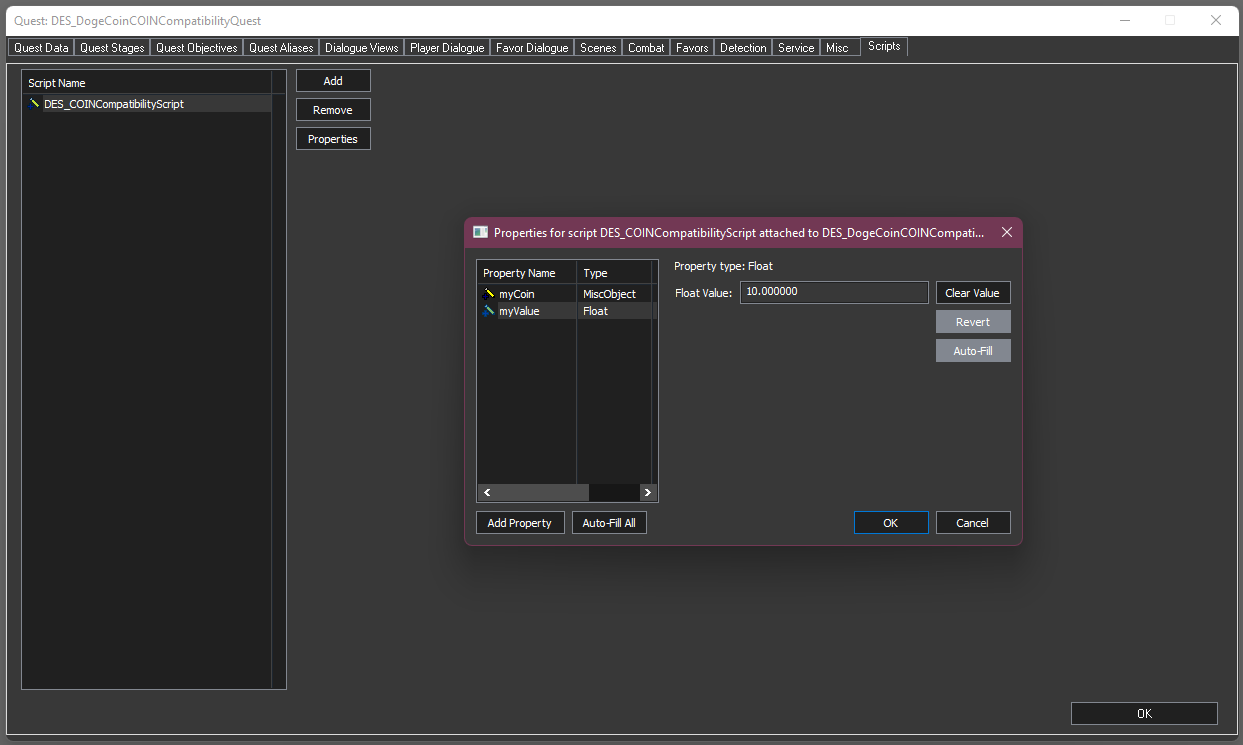 Quest: DES_DogeCoinCOINCompatibilityQuest
Quest Data Quest Stages Quest Objectives Quest Aliases Dialogue Views Player Dialogue Favor Dialogue Scenes Combat Favors Detection Service Misc Scripts
Script Name
DES_COINCompatibilityScript
Add
Remove
Properties
Properties for script DES_COINCompatibilityScript attached to DES_DogeCoinCOINCompati...
Property Name Type
myCoin MiscObject
myValue Float
Property type: Float
Float Value: 10.000000 Clear Value
Revert
Auto-Fill
Add Property Auto-Fill All OK Cancel
OK